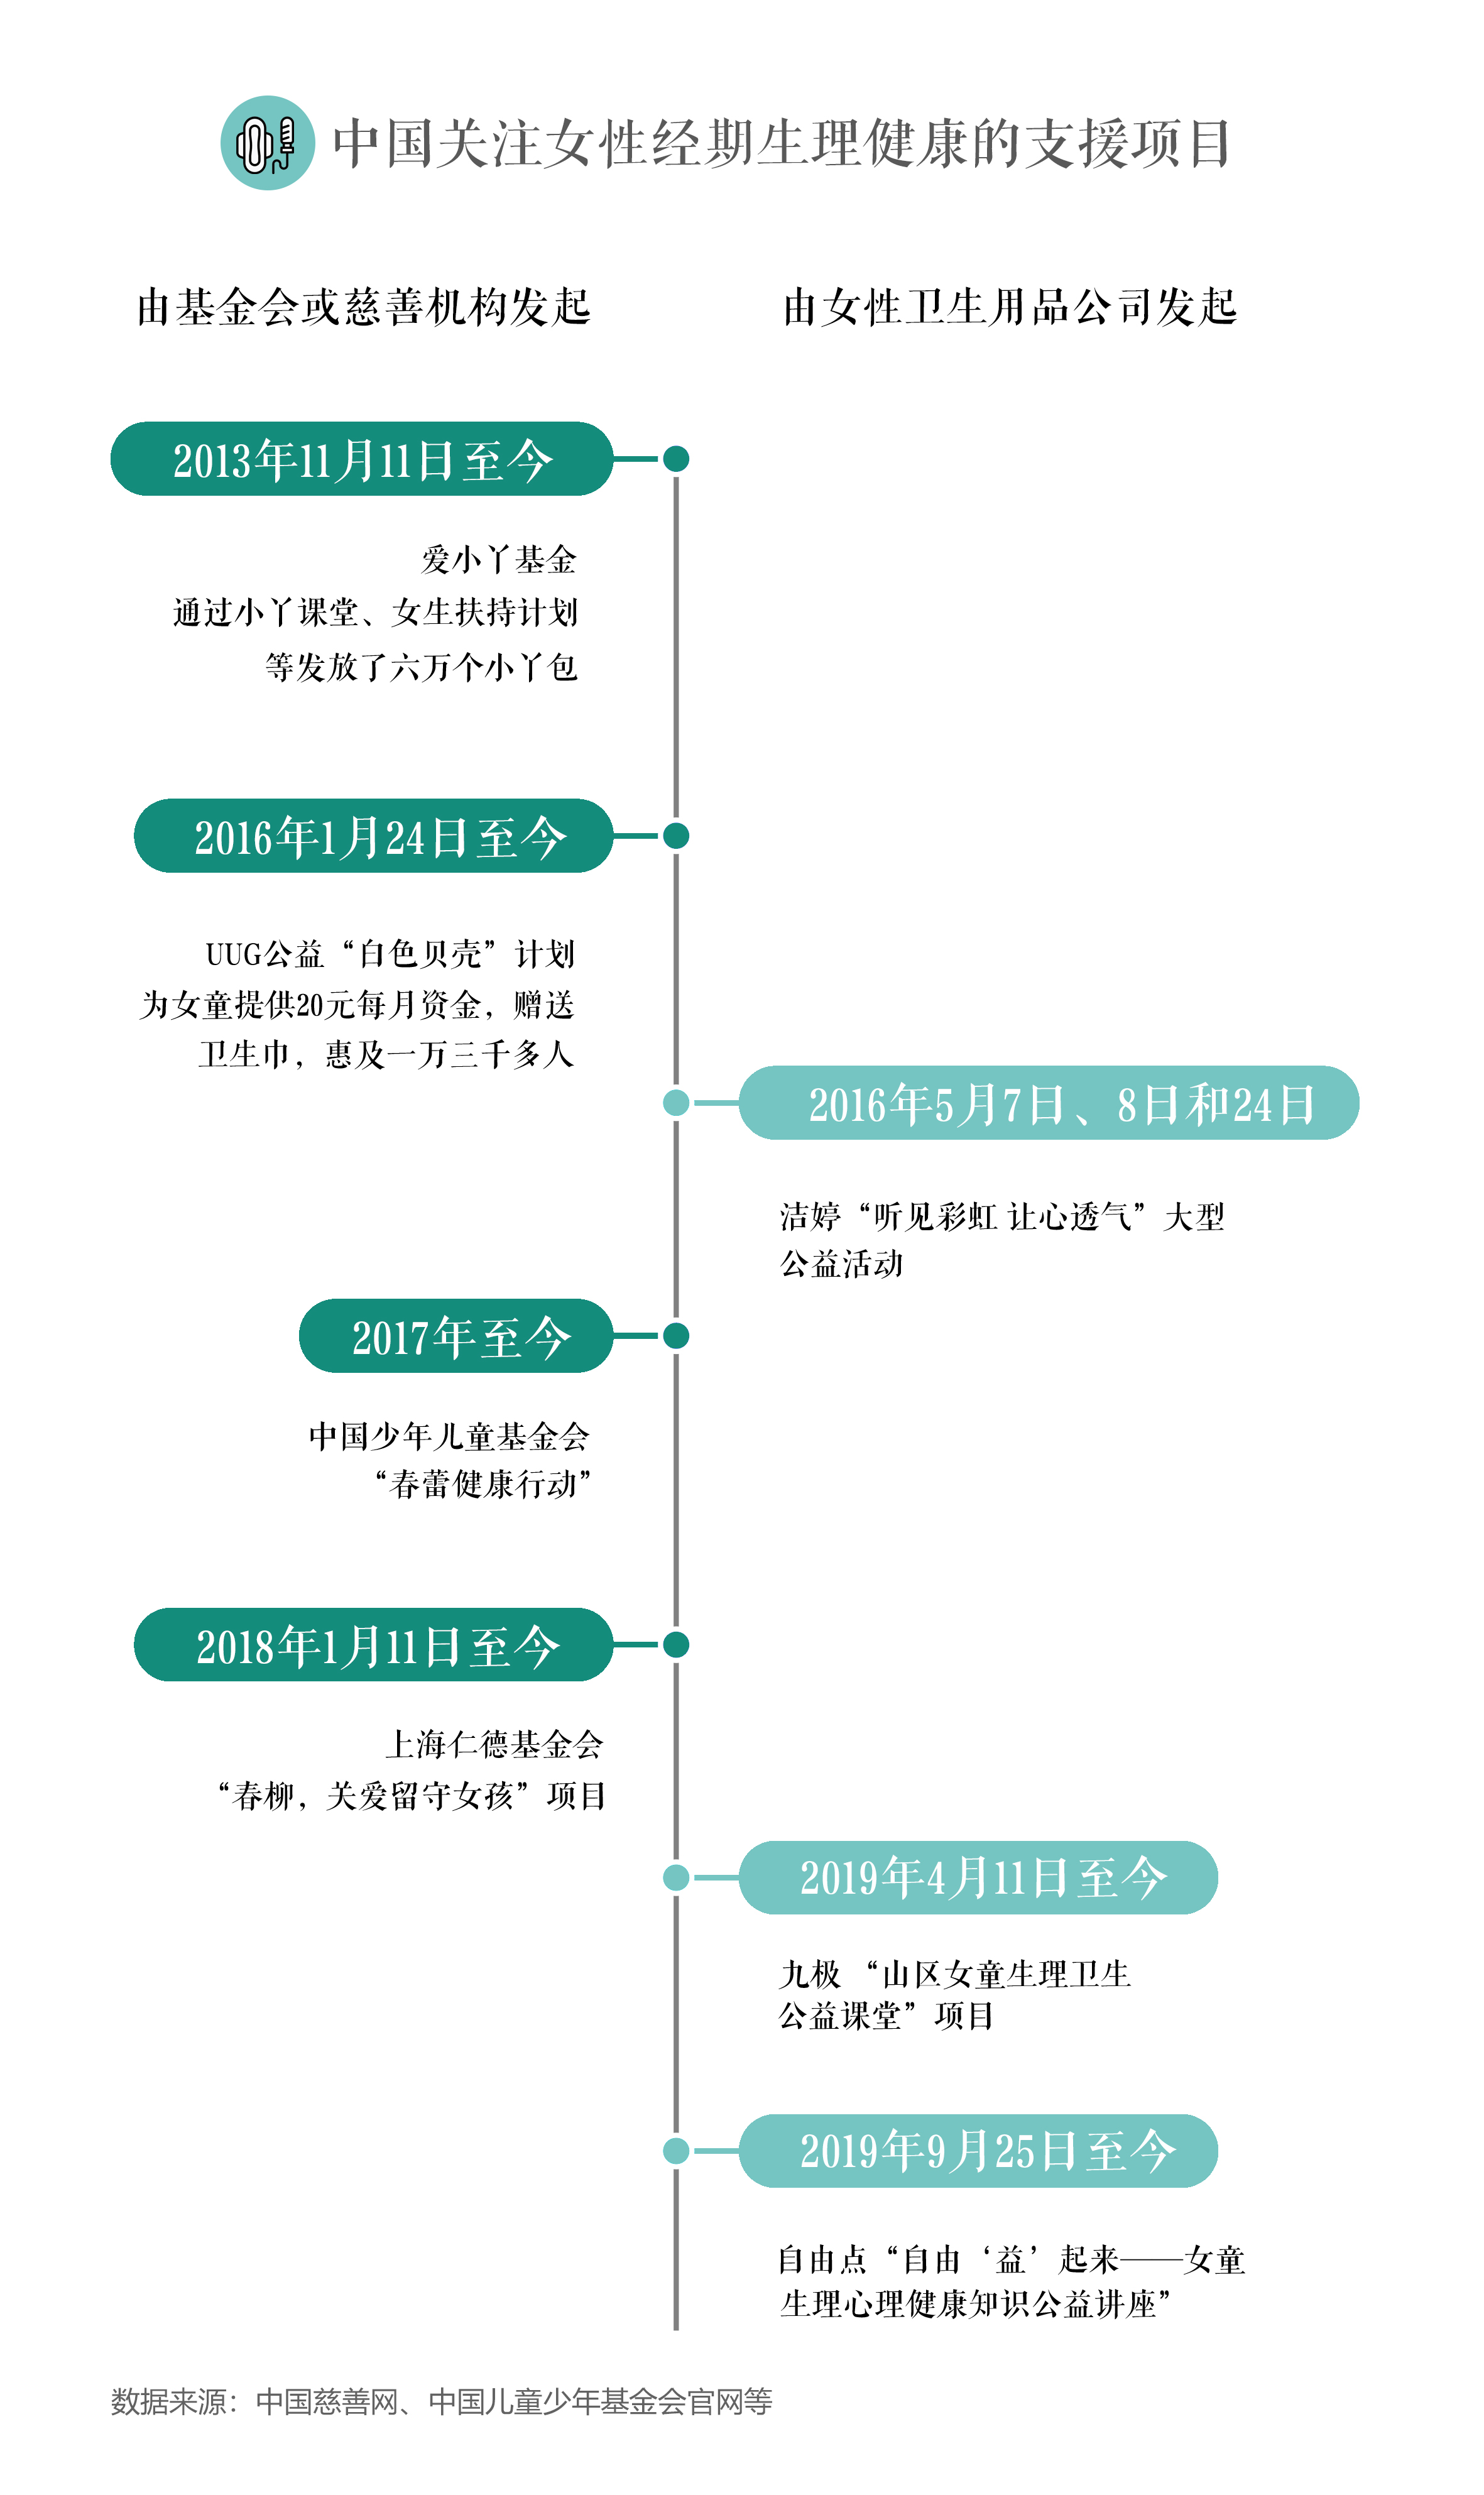 中国关注女性经期生理健康的支援项目
由基金会或慈善机构发起
由女性卫生用品公司发起
2013年11月11日至今
爱小丫基金
通过小丫课堂、女生扶持计划
等发放了六万个小丫包
2016年1月24日至今
UUG公益“白色贝壳”计划
为女童提供20元每月资金，赠送
卫生巾，惠及一万三千多人
2016年5月7日、8日和24日
洁婷“听见彩虹 让心透气”大型
公益活动
2017年至今
中国少年儿童基金会
“春蕾健康行动”
2018年1月11日至今
上海仁德基金会
“春柳，关爱留守女孩”项目
2019年4月11日至今
九极 “山区女童生理卫生
公益课堂”项目
2019年9月25日至今
自由点“自由‘益’起来——女童
生理心理健康知识公益讲座”
数据来源：中国慈善网、中国儿童少年基金会官网等